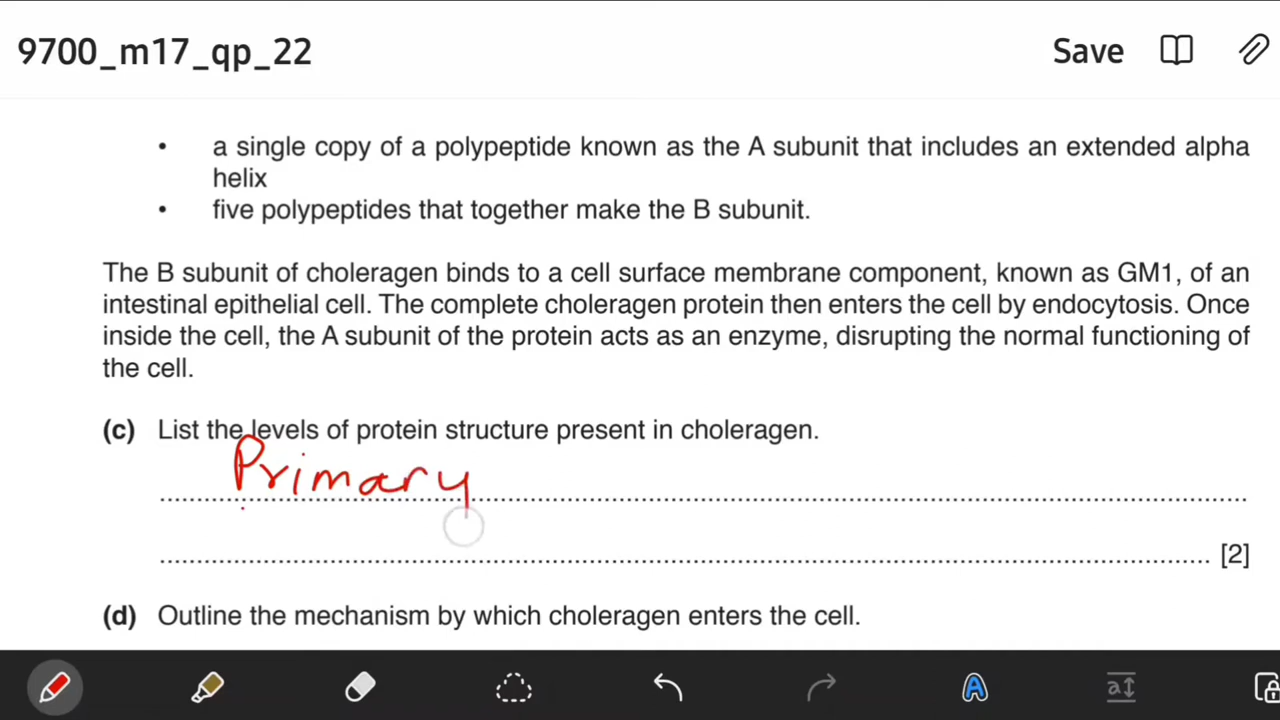 9700_m17_qp_22
Save
• a single copy of a polypeptide known as the A subunit that includes an extended alpha
helix
• five polypeptides that together make the B subunit.
The B subunit of choleragen binds to a cell surface membrane component, known as GM1, of an
intestinal epithelial cell. The complete choleragen protein then enters the cell by endocytosis. Once
inside the cell, the A subunit of the protein acts as an enzyme, disrupting the normal functioning of
the cell.
(c) List the levels of protein structure present in choleragen.
Primary
[2]
(d) Outline the mechanism by which choleragen enters the cell.
A a